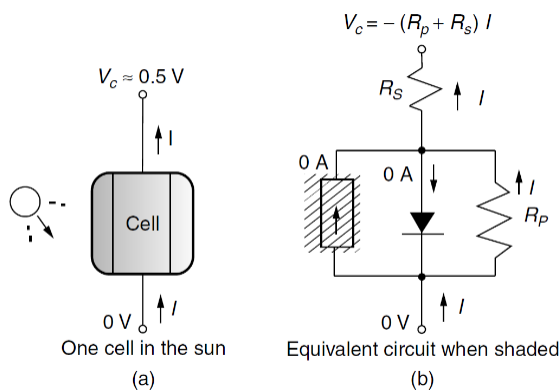 V_c ≈ 0.5 V
I
Cell
0 V
I
One cell in the sun
(a)
V_c = – (R_p + R_s) I
R_S
I
0 A
0 A
I
R_P
0 V
I
Equivalent circuit when shaded
(b)